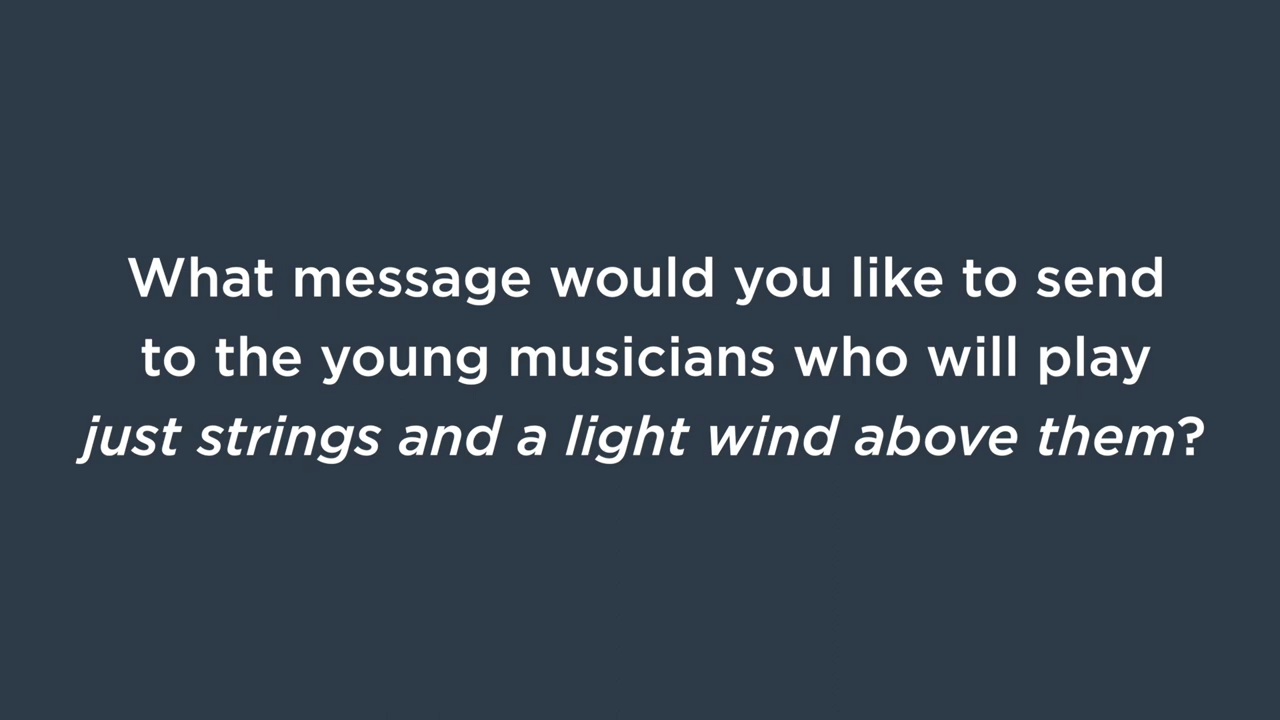 What message would you like to send
to the young musicians who will play
just strings and a light wind above them?